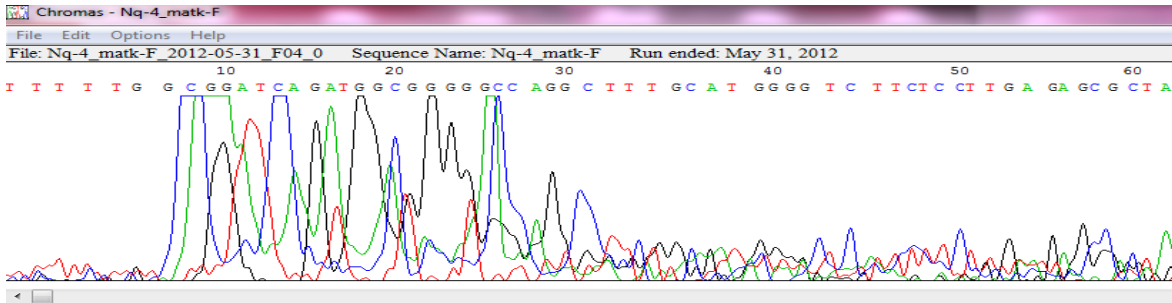 Chromas - Nq-4_matk-F
File Edit Options Help
File: Nq-4_matk-F_2012-05-31_F04_0 Sequence Name: Nq-4_matk-F Run ended: May 31, 2012
10 20 30 40 50 60
T T T T G G C G G A T C A G A T G G C G G G G G C C A G G C T T T G C A T G G G G T C T T C T C C T T G A G A G C G C T A